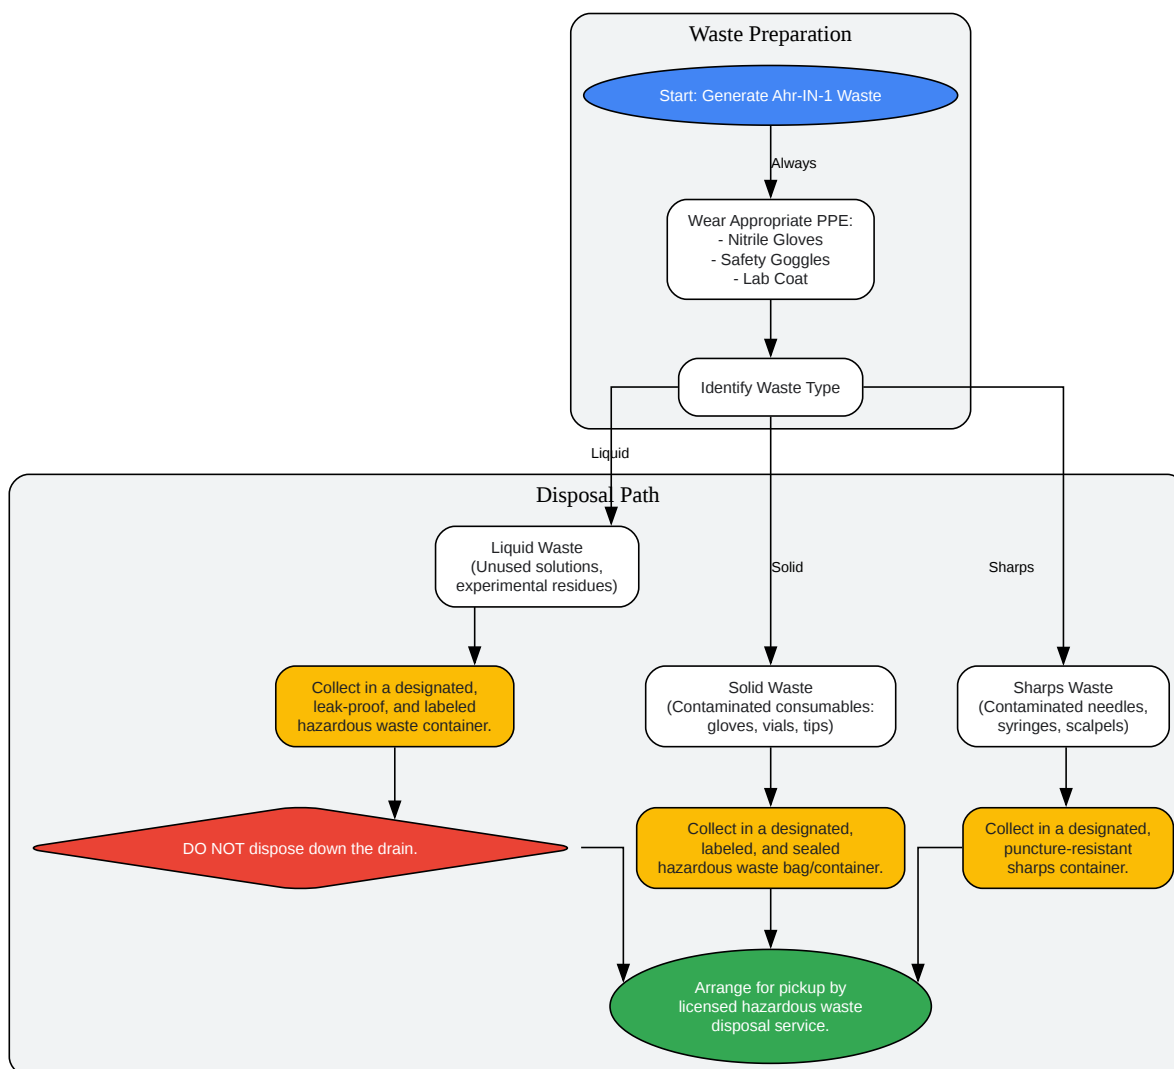 Waste Preparation
Start: Generate Ahr-IN-1 Waste
Always
Wear Appropriate PPE:
- Nitrile Gloves
- Safety Goggles
- Lab Coat
Identify Waste Type
Liquid
Disposal Path
Liquid Waste
(Unused solutions,
experimental residues)
Solid
Sharps
Collect in a designated,
leak-proof, and labeled
hazardous waste container.
Solid Waste
(Contaminated consumables:
gloves, vials, tips)
Sharps Waste
(Contaminated needles,
syringes, scalpels)
DO NOT dispose down the drain.
Collect in a designated,
labeled, and sealed
hazardous waste bag/container.
Collect in a designated,
puncture-resistant
sharps container.
Arrange for pickup by
licensed hazardous waste
disposal service.